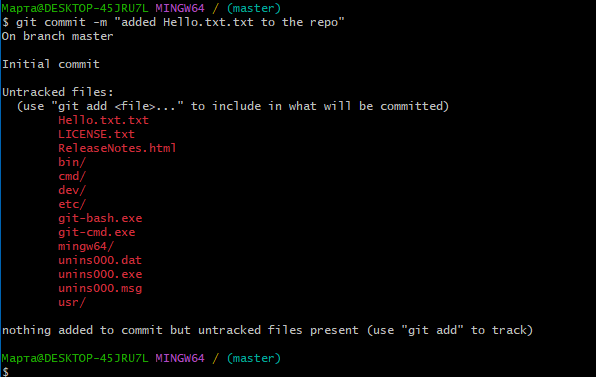 Марта@DESKTOP-45JRU7L MINGW64 / (master)
$ git commit -m "added Hello.txt.txt to the repo"
On branch master
Initial commit
Untracked files:
(use "git add <file>..." to include in what will be committed)
Hello.txt.txt
LICENSE.txt
ReleaseNotes.html
bin/
cmd/
dev/
etc/
git-bash.exe
git-cmd.exe
mingw64/
unins000.dat
unins000.exe
unins000.msg
usr/
nothing added to commit but untracked files present (use "git add" to track)
Марта@DESKTOP-45JRU7L MINGW64 / (master)
$